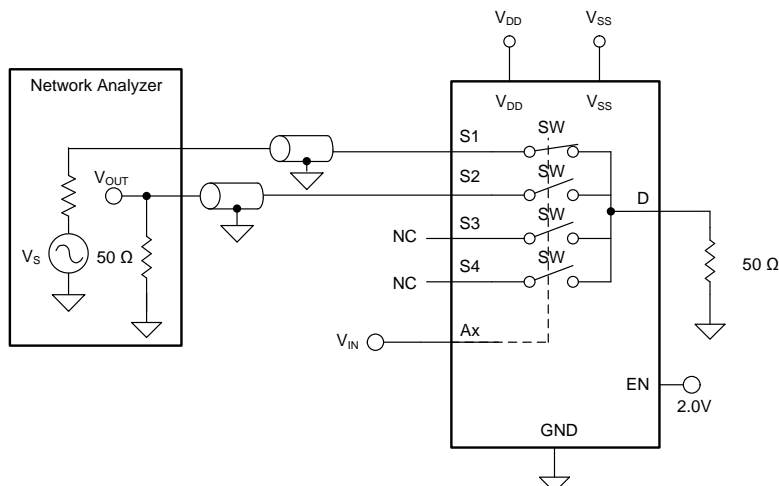 V_DD
V_SS
Network Analyzer
V_DD
V_SS
S1
SW
V_OUT
S2
SW
D
S3
SW
NC
V_S
50 Ω
S4
SW
NC
50 Ω
V_IN
Ax
EN
2.0V
GND